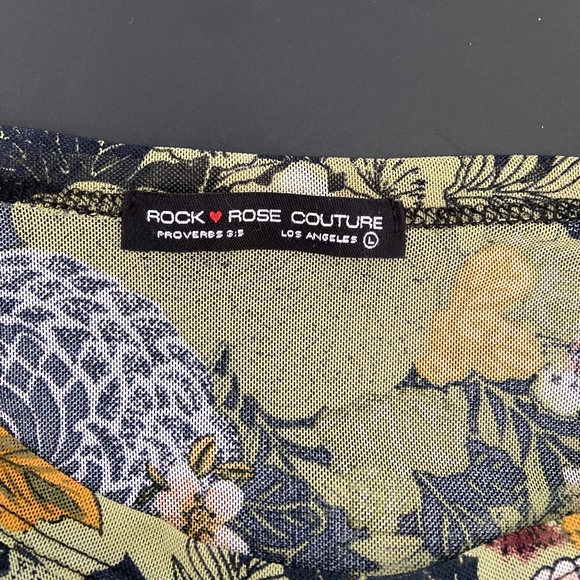 ROCK ♥ ROSE COUTURE
PROVERBS 3:5 LOS ANGELES L